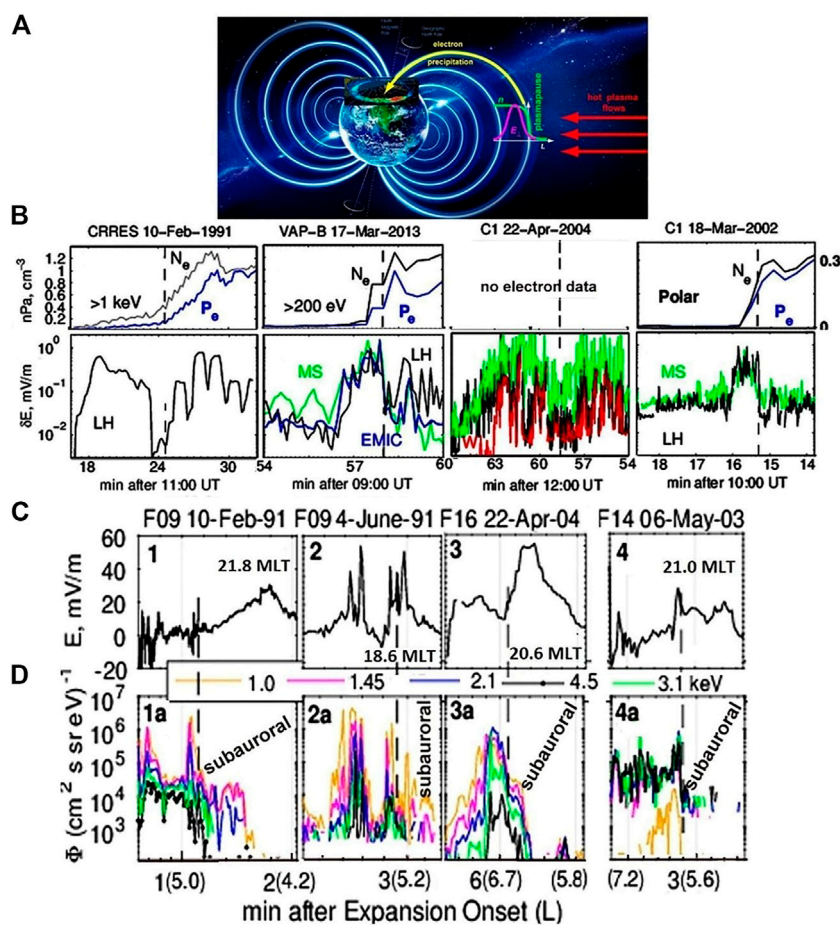 A
electron
precipitation
n
E
plasmapause
L
hot plasma
flows
B
CRRES 10-Feb-1991
VAP-B 17-Mar-2013
C1 22-Apr-2004
C1 18-Mar-2002
nPa, cm⁻³
1.2
1
0.8
0.6
0.4
0.2
>1 keV
Nₑ
Pₑ
>200 eV
Nₑ
Pₑ
no electron data
Polar
Nₑ
Pₑ
0.3
0
δE, mV/m
10⁰
10⁻¹
10⁻²
LH
MS
LH
EMIC
MS
LH
18 24 30
54 57 60
63 60 57 54
18 16 15 14
min after 11:00 UT
min after 09:00 UT
min after 12:00 UT
min after 10:00 UT
C
F09 10-Feb-91
F09 4-June-91
F16 22-Apr-04
F14 06-May-03
E, mV/m
60
40
20
0
-20
1
21.8 MLT
2
18.6 MLT
3
20.6 MLT
4
21.0 MLT
D
1.0 1.45 2.1 4.5 3.1 keV
Φ (cm² s sr eV)⁻¹
10⁷
10⁶
10⁵
10⁴
10³
1a
subauroral
2a
subauroral
3a
subauroral
4a
subauroral
1(5.0) 2(4.2) 3(5.2) 6(6.7) (5.8) (7.2) 3(5.6)
min after Expansion Onset (L)